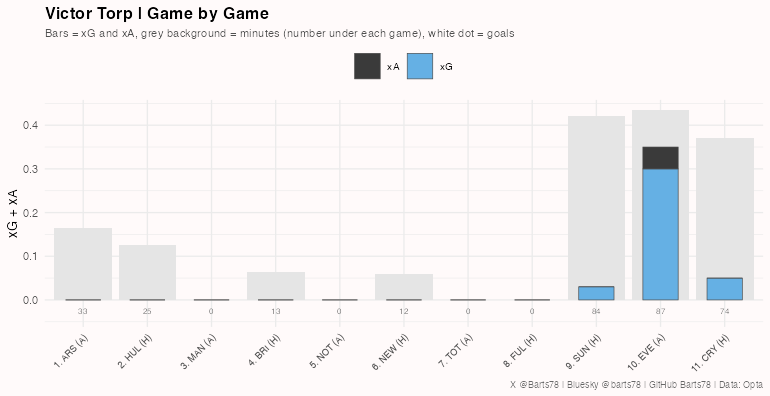 Victor Torp I Game by Game
Bars = xG and xA, grey background = minutes (number under each game), white dot = goals
xA xG
xG + xA
0.4
0.3
0.2
0.1
0.0
33 25 0 13 0 12 0 0 84 87 74
1. ARS (A) 2. HUL (H) 3. MAN (A) 4. BRI (H) 5. NOT (A) 6. NEW (H) 7. TOT (A) 8. FUL (H) 9. SUN (H) 10. EVE (A) 11. CRY (H)
X @Barts78 I Bluesky @barts78 I GitHub Barts78 I Data: Opta